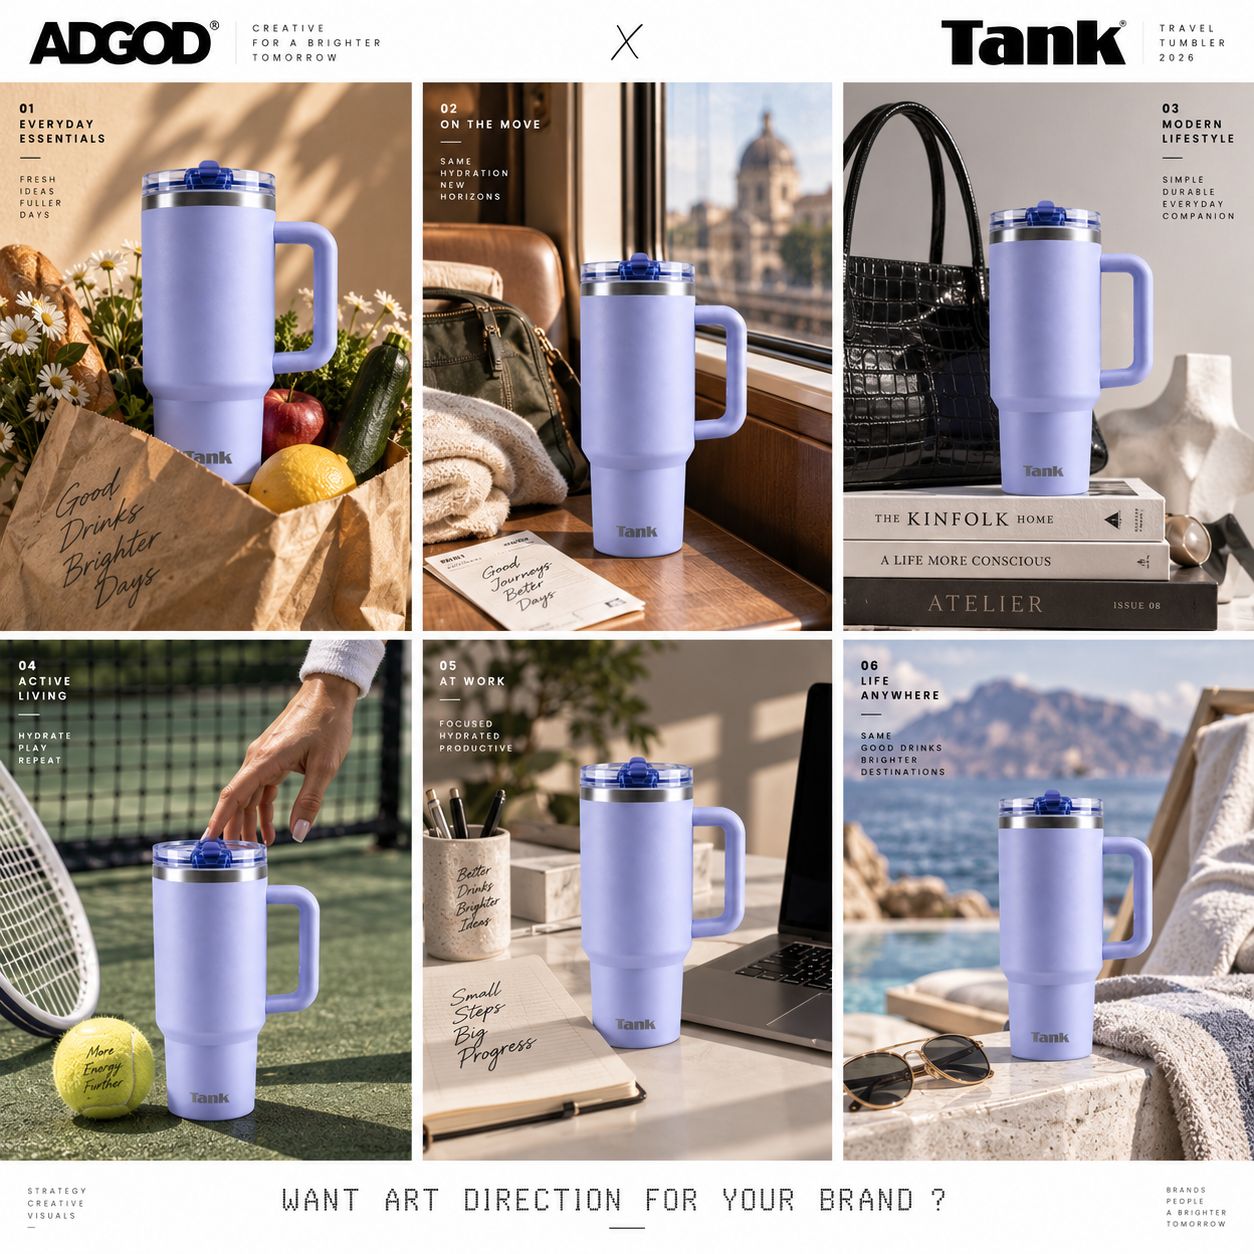 ADGOD®
CREATIVE
FOR A BRIGHTER
TOMORROW
X
Tank®
TRAVEL
TUMBLER
2026
01
EVERYDAY
ESSENTIALS
FRESH
IDEAS
FULLER
DAYS
Tank
Good
Drinks
Brighter
Days
02
ON THE MOVE
SAME
HYDRATION
NEW
HORIZONS
Tank
Good
Journeys
Better
Days
03
MODERN
LIFESTYLE
SIMPLE
DURABLE
EVERYDAY
COMPANION
Tank
THE KINFOLK HOME
A LIFE MORE CONSCIOUS
ATELIER ISSUE 08
04
ACTIVE
LIVING
HYDRATE
PLAY
REPEAT
More
Energy
Further
Tank
05
AT WORK
FOCUSED
HYDRATED
PRODUCTIVE
Better
Drinks
Brighter
Ideas
Small
Steps
Big
Progress
Tank
06
LIFE
ANYWHERE
SAME
GOOD DRINKS
BRIGHTER
DESTINATIONS
Tank
STRATEGY
CREATIVE
VISUALS
WANT ART DIRECTION FOR YOUR BRAND ?
BRANDS
PEOPLE
A BRIGHTER
TOMORROW